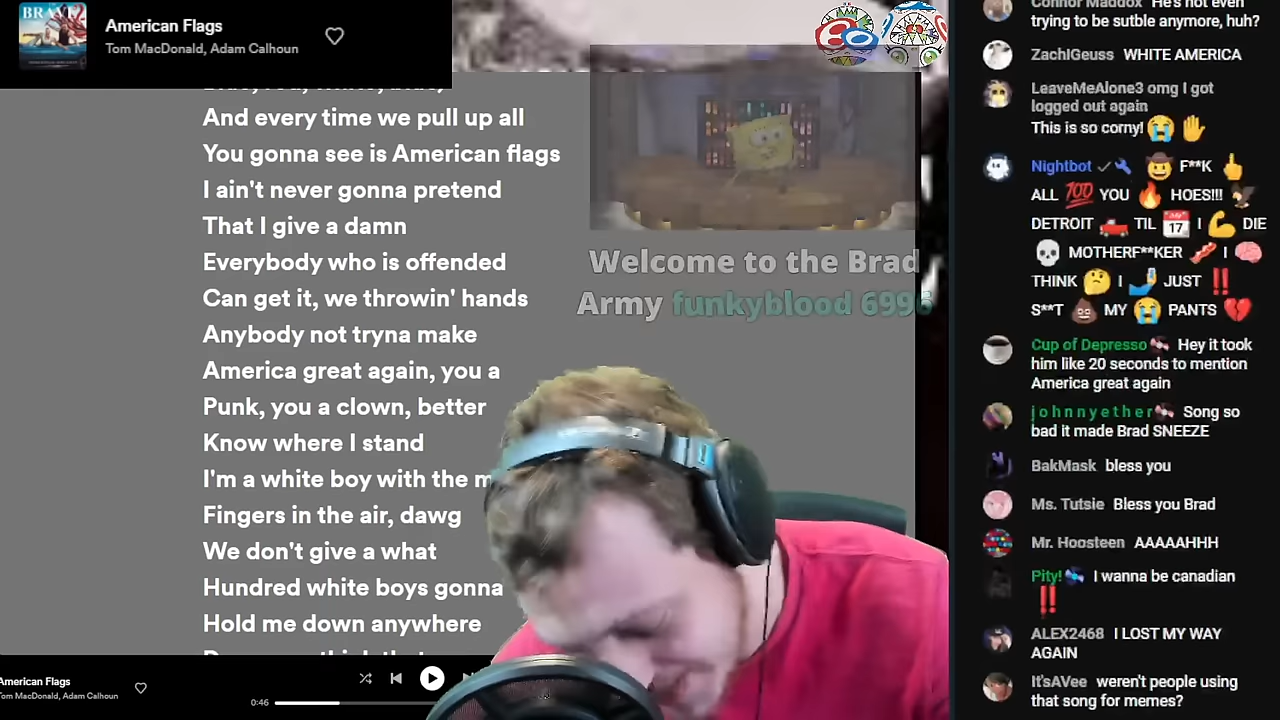 BRAVE
American Flags
Tom MacDonald, Adam Calhoun
And every time we pull up all
You gonna see is American flags
I ain't never gonna pretend
That I give a damn
Everybody who is offended
Can get it, we throwin' hands
Anybody not tryna make
America great again, you a
Punk, you a clown, better
Know where I stand
I'm a white boy with the m
Fingers in the air, dawg
We don't give a what
Hundred white boys gonna
Hold me down anywhere
American Flags
Tom MacDonald, Adam Calhoun
0:46
Welcome to the Brad
Army funkyblood 6996
Connor Maddox He's not even
trying to be sutble anymore, huh?
ZachIGeuss WHITE AMERICA
LeaveMeAlone3 omg I got
logged out again
This is so corny! 😭✋
Nightbot 🤠 F**K 🖕
ALL 💯 YOU 🔥 HOES!!! 🦅
DETROIT 🛻 TIL 📅 I 💪 DIE
💀 MOTHERF**KER 🥓 I 🧠
THINK 🤔 I 🤳 JUST ‼️
S**T 💩 MY 😭 PANTS 💔
Cup of Depresso Hey it took
him like 20 seconds to mention
America great again
johnnyether Song so
bad it made Brad SNEEZE
BakMask bless you
Ms. Tutsie Bless you Brad
Mr. Hoosteen AAAAAHHH
Pity! I wanna be canadian
‼️
ALEX2468 I LOST MY WAY
AGAIN
It'sAVee weren't people using
that song for memes?